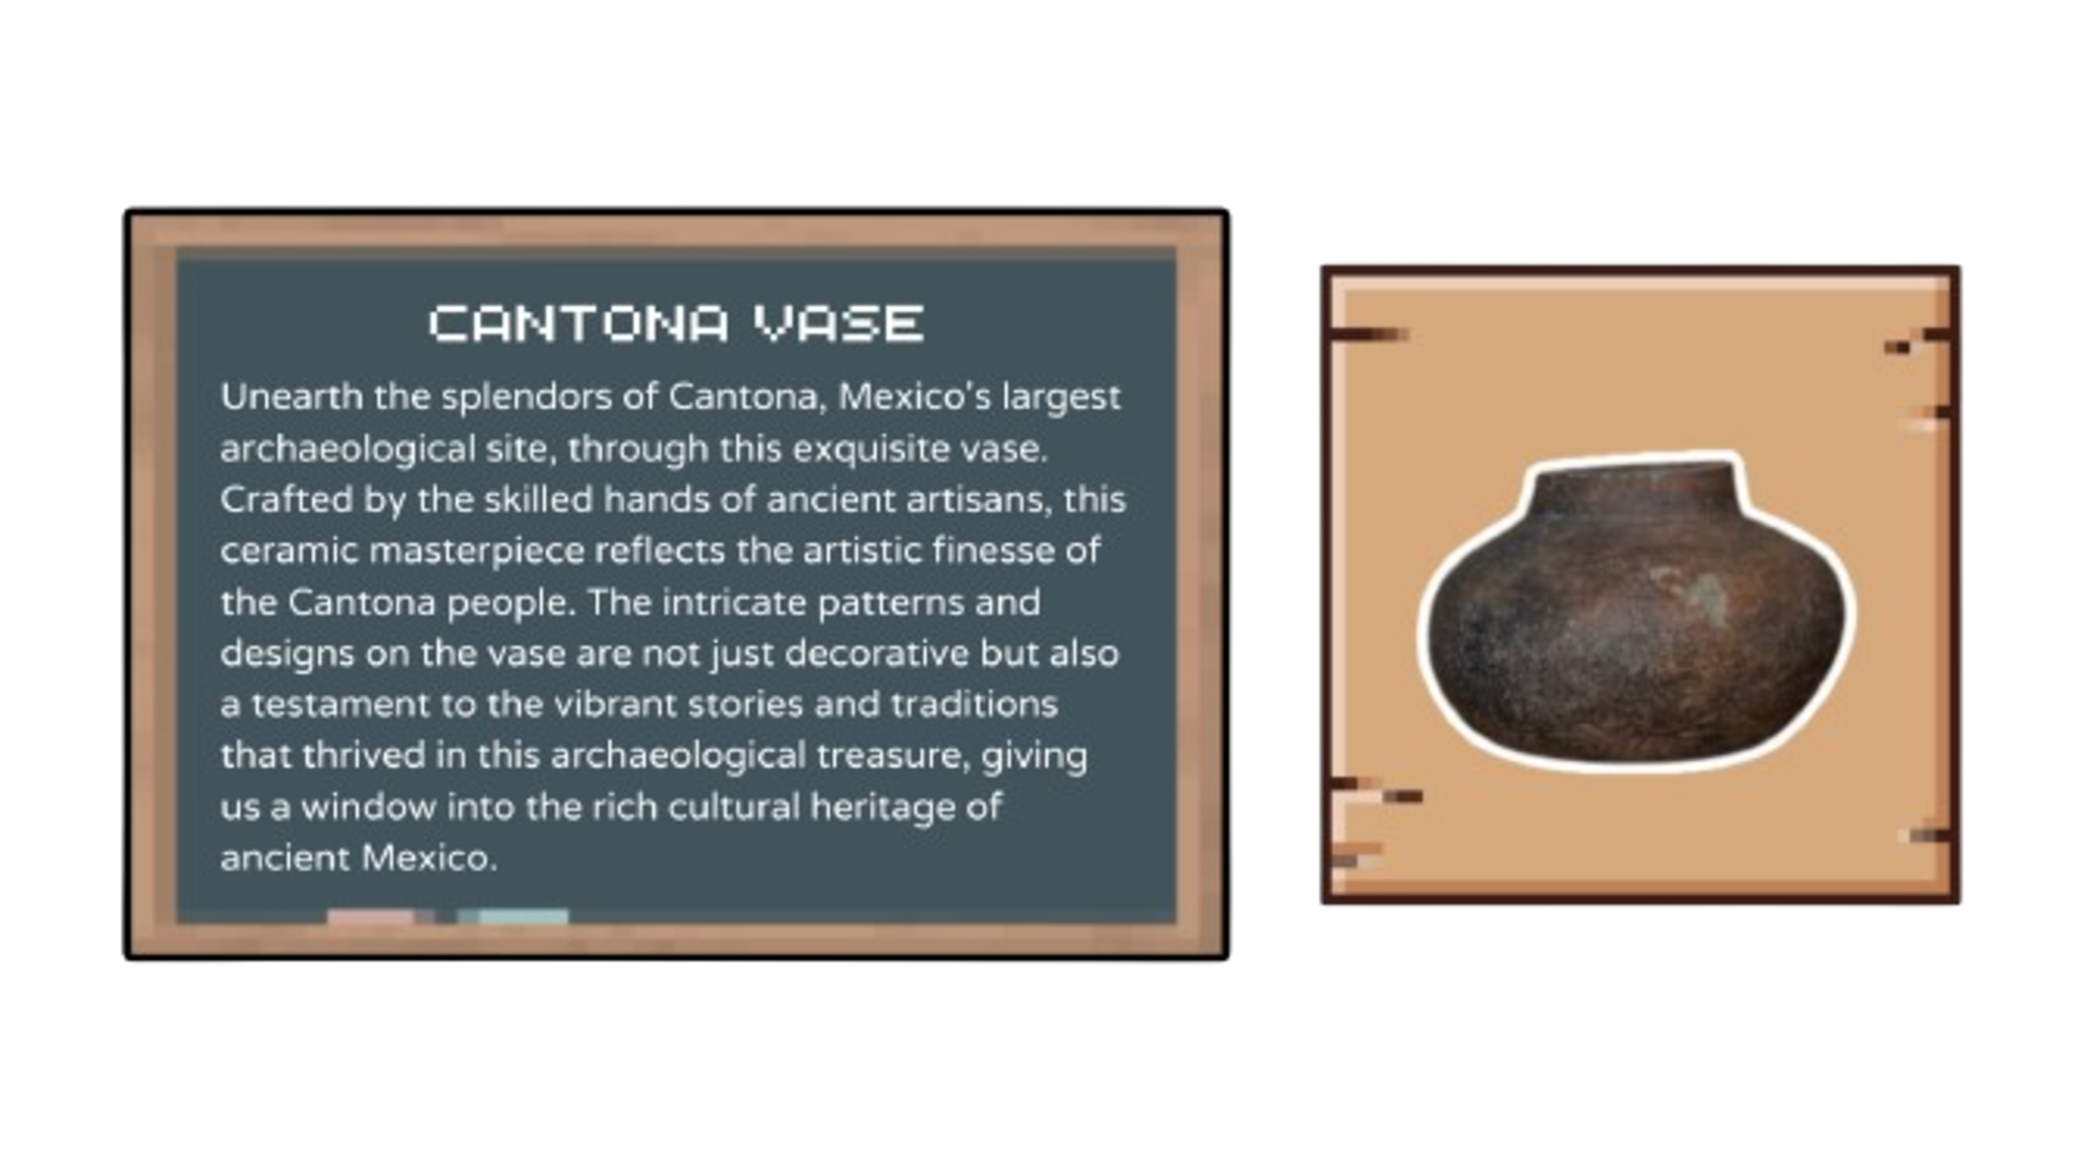 CANTONA VASE
Unearth the splendors of Cantona, Mexico's largest
archaeological site, through this exquisite vase.
Crafted by the skilled hands of ancient artisans, this
ceramic masterpiece reflects the artistic finesse of
the Cantona people. The intricate patterns and
designs on the vase are not just decorative but also
a testament to the vibrant stories and traditions
that thrived in this archaeological treasure, giving
us a window into the rich cultural heritage of
ancient Mexico.